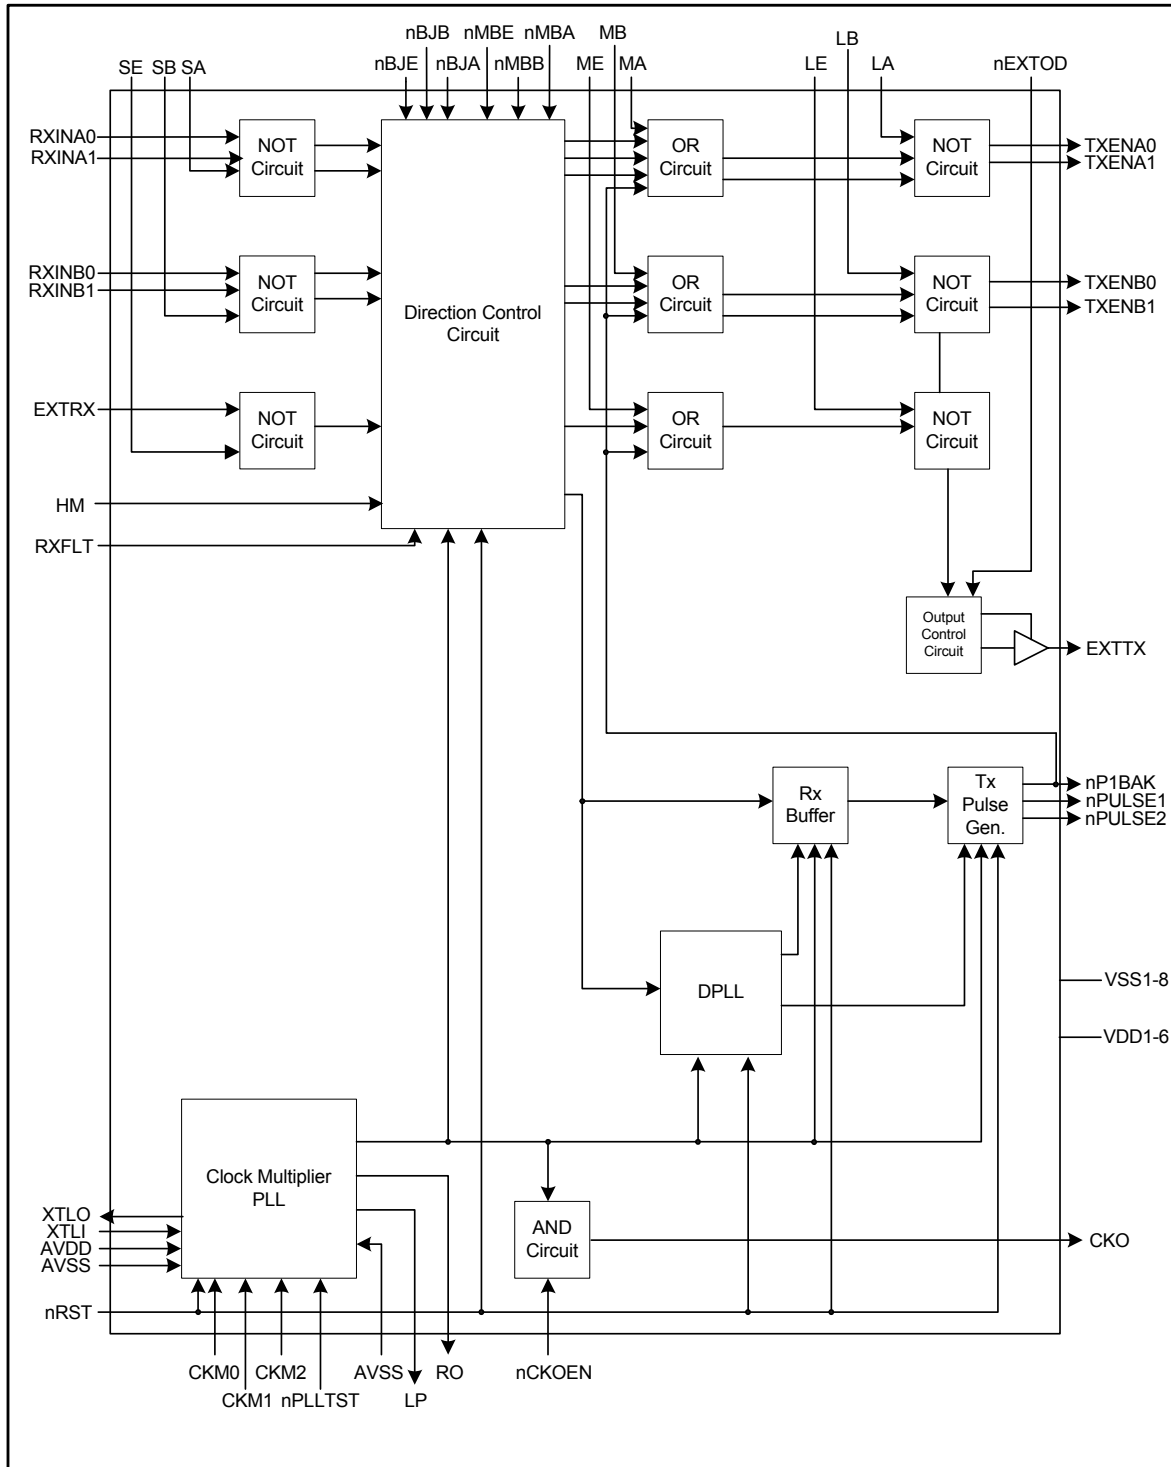 nBJB nMBE nMBA MB LB
SE SB SA nBJE nBJA nMBB ME MA LE LA nEXTOD
RXINA0
RXINA1
NOT
Circuit
OR
Circuit
NOT
Circuit
TXENA0
TXENA1
RXINB0
RXINB1
NOT
Circuit
Direction Control
Circuit
OR
Circuit
NOT
Circuit
TXENB0
TXENB1
EXTRX
NOT
Circuit
OR
Circuit
NOT
Circuit
HM
RXFLT
Output
Control
Circuit
EXTTX
Rx
Buffer
Tx
Pulse
Gen.
nP1BAK
nPULSE1
nPULSE2
DPLL
VSS1-8
VDD1-6
Clock Multiplier
PLL
XTLO
XTLI
AVDD
AVSS
AND
Circuit
CKO
nRST
CKM0 CKM2 AVSS RO nCKOEN
CKM1 nPLLTST LP